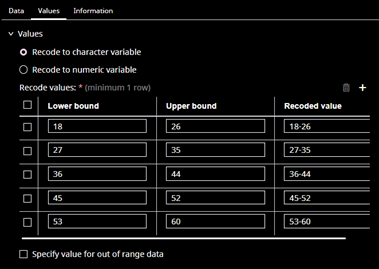 Data Values Information
Values
Recode to character variable
Recode to numeric variable
Recode values: * (minimum 1 row)
Lower bound Upper bound Recoded value
18 26 18-26
27 35 27-35
36 44 36-44
45 52 45-52
53 60 53-60
Specify value for out of range data